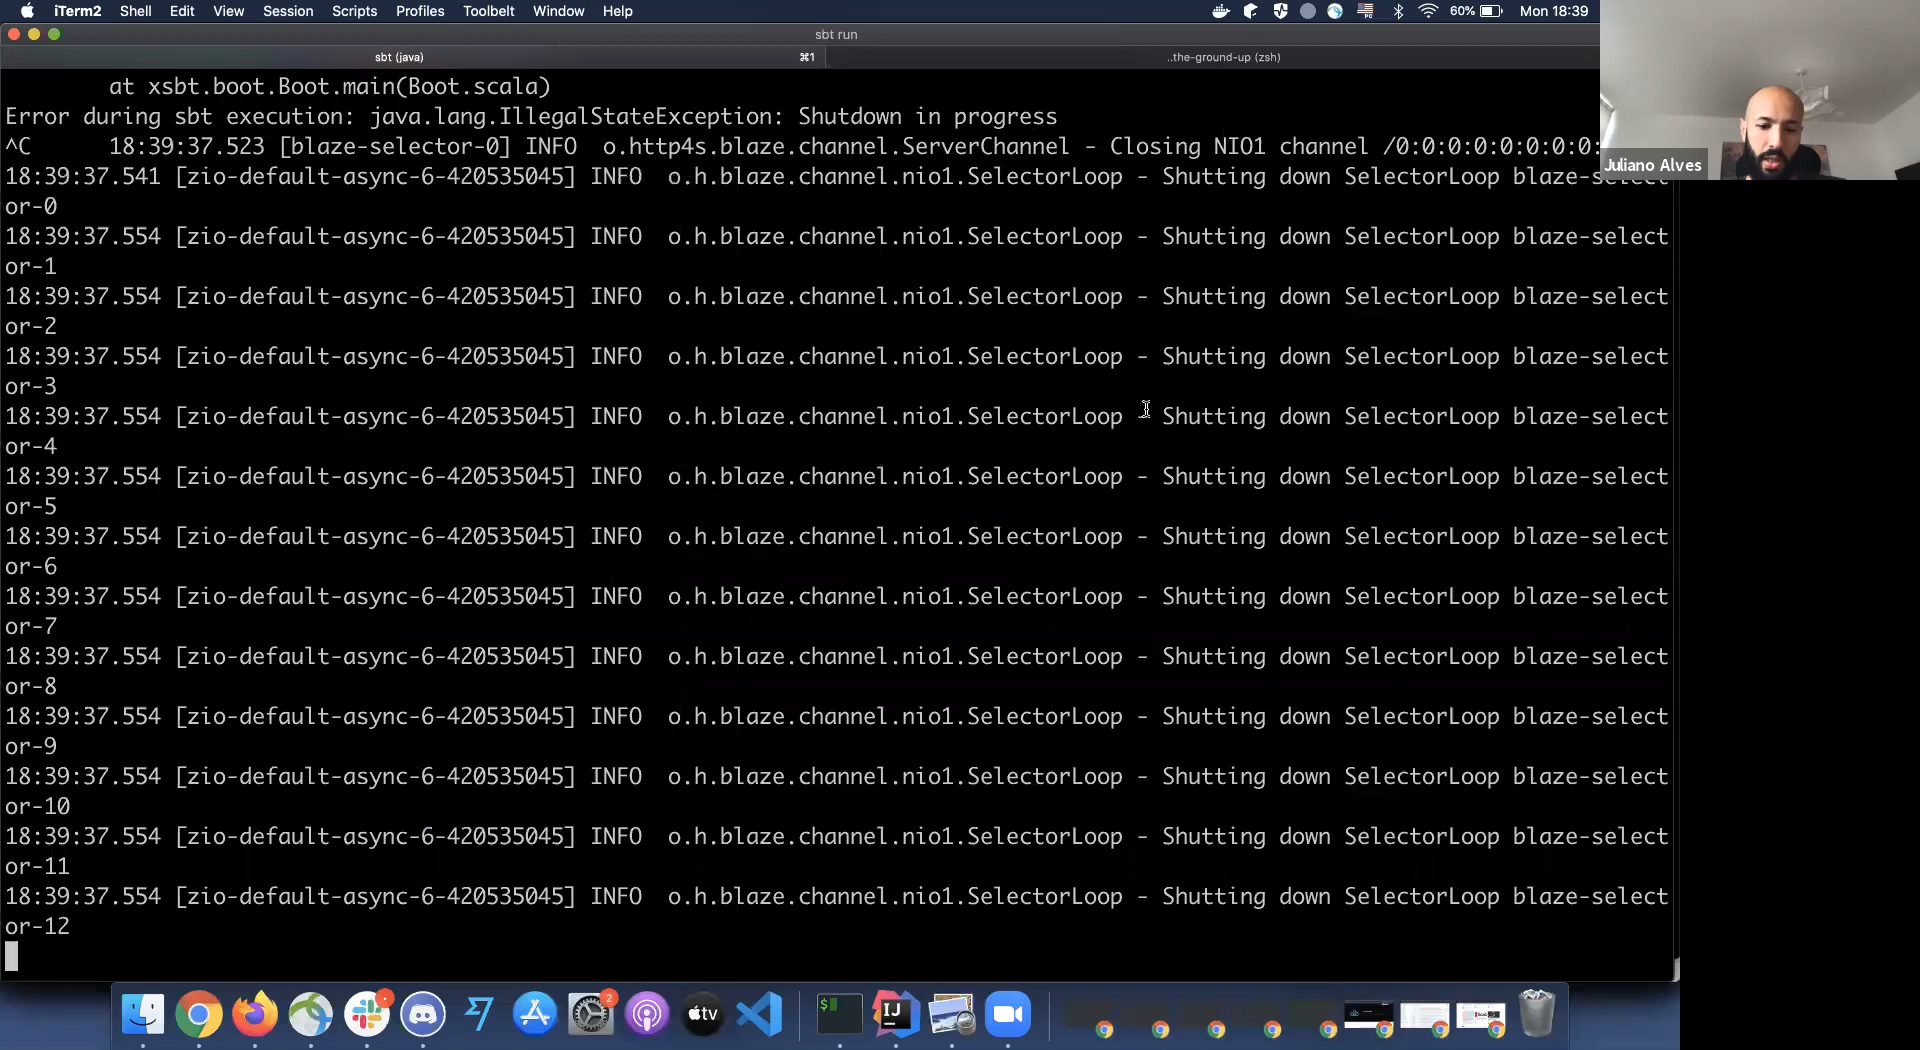 iTerm2 Shell Edit View Session Scripts Profiles Toolbelt Window Help 60% Mon 18:39
sbt run
sbt (java) ⌘1 ..the-ground-up (zsh)
at xsbt.boot.Boot.main(Boot.scala)
Error during sbt execution: java.lang.IllegalStateException: Shutdown in progress
^C 18:39:37.523 [blaze-selector-0] INFO o.http4s.blaze.channel.ServerChannel - Closing NIO1 channel /0:0:0:0:0:0:0:0:
Juliano Alves
18:39:37.541 [zio-default-async-6-420535045] INFO o.h.blaze.channel.nio1.SelectorLoop - Shutting down SelectorLoop blaze-select
or-0
18:39:37.554 [zio-default-async-6-420535045] INFO o.h.blaze.channel.nio1.SelectorLoop - Shutting down SelectorLoop blaze-select
or-1
18:39:37.554 [zio-default-async-6-420535045] INFO o.h.blaze.channel.nio1.SelectorLoop - Shutting down SelectorLoop blaze-select
or-2
18:39:37.554 [zio-default-async-6-420535045] INFO o.h.blaze.channel.nio1.SelectorLoop - Shutting down SelectorLoop blaze-select
or-3
18:39:37.554 [zio-default-async-6-420535045] INFO o.h.blaze.channel.nio1.SelectorLoop - Shutting down SelectorLoop blaze-select
or-4
18:39:37.554 [zio-default-async-6-420535045] INFO o.h.blaze.channel.nio1.SelectorLoop - Shutting down SelectorLoop blaze-select
or-5
18:39:37.554 [zio-default-async-6-420535045] INFO o.h.blaze.channel.nio1.SelectorLoop - Shutting down SelectorLoop blaze-select
or-6
18:39:37.554 [zio-default-async-6-420535045] INFO o.h.blaze.channel.nio1.SelectorLoop - Shutting down SelectorLoop blaze-select
or-7
18:39:37.554 [zio-default-async-6-420535045] INFO o.h.blaze.channel.nio1.SelectorLoop - Shutting down SelectorLoop blaze-select
or-8
18:39:37.554 [zio-default-async-6-420535045] INFO o.h.blaze.channel.nio1.SelectorLoop - Shutting down SelectorLoop blaze-select
or-9
18:39:37.554 [zio-default-async-6-420535045] INFO o.h.blaze.channel.nio1.SelectorLoop - Shutting down SelectorLoop blaze-select
or-10
18:39:37.554 [zio-default-async-6-420535045] INFO o.h.blaze.channel.nio1.SelectorLoop - Shutting down SelectorLoop blaze-select
or-11
18:39:37.554 [zio-default-async-6-420535045] INFO o.h.blaze.channel.nio1.SelectorLoop - Shutting down SelectorLoop blaze-select
or-12
2 tv $ IJ